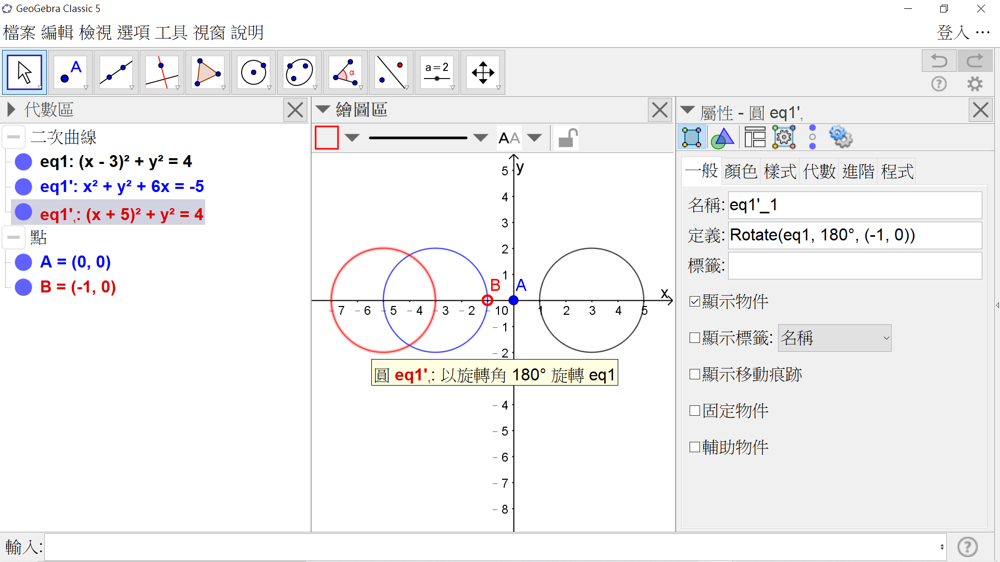 GeoGebra Classic 5
檔案 編輯 檢視 選項 工具 視窗 說明
登入 ···
A
α
a = 2
代數區
繪圖區
屬性 - 圓 eq1'₁
二次曲線
eq1: (x - 3)² + y² = 4
eq1': x² + y² + 6x = -5
eq1'₁: (x + 5)² + y² = 4
點
A = (0, 0)
B = (-1, 0)
AA
y
5
4
3
2
1
B
A
x
-7 -6 -5 -4 -3 -2 -1 0 1 2 3 4 5
-1
-2
圓 eq1'₁: 以旋轉角 180° 旋轉 eq1
-4
-5
-6
-7
-8
一般 顏色 樣式 代數 進階 程式
名稱: eq1'_1
定義: Rotate(eq1, 180°, (-1, 0))
標籤:
顯示物件
顯示標籤: 名稱
顯示移動痕跡
固定物件
輔助物件
輸入: